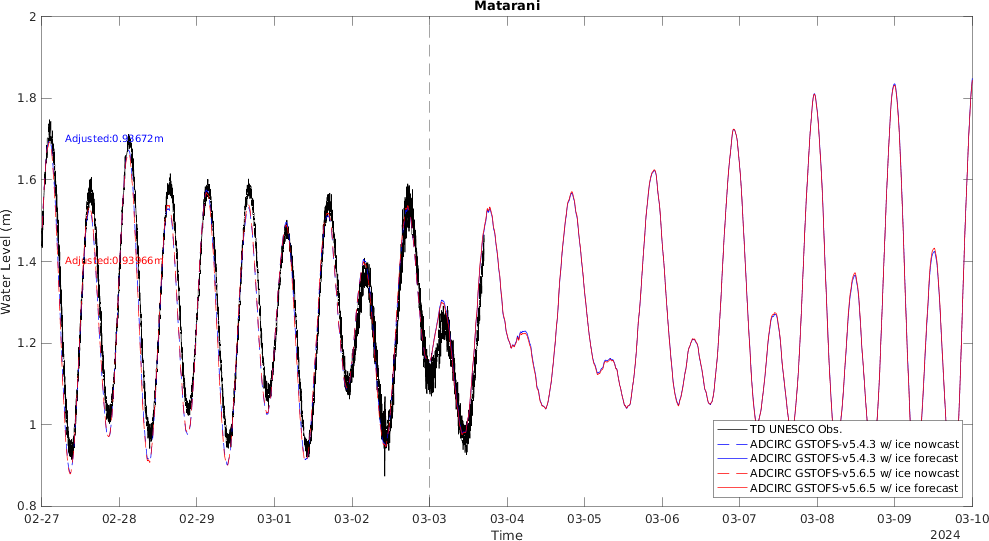 Matarani
Water Level (m)
2
1.8
1.6
1.4
1.2
1
0.8
Adjusted:0.93672m
Adjusted:0.93966m
TD UNESCO Obs.
ADCIRC GSTOFS-v5.4.3 w/ ice nowcast
ADCIRC GSTOFS-v5.4.3 w/ ice forecast
ADCIRC GSTOFS-v5.6.5 w/ ice nowcast
ADCIRC GSTOFS-v5.6.5 w/ ice forecast
02-27 02-28 02-29 03-01 03-02 03-03 03-04 03-05 03-06 03-07 03-08 03-09 03-10
Time
2024